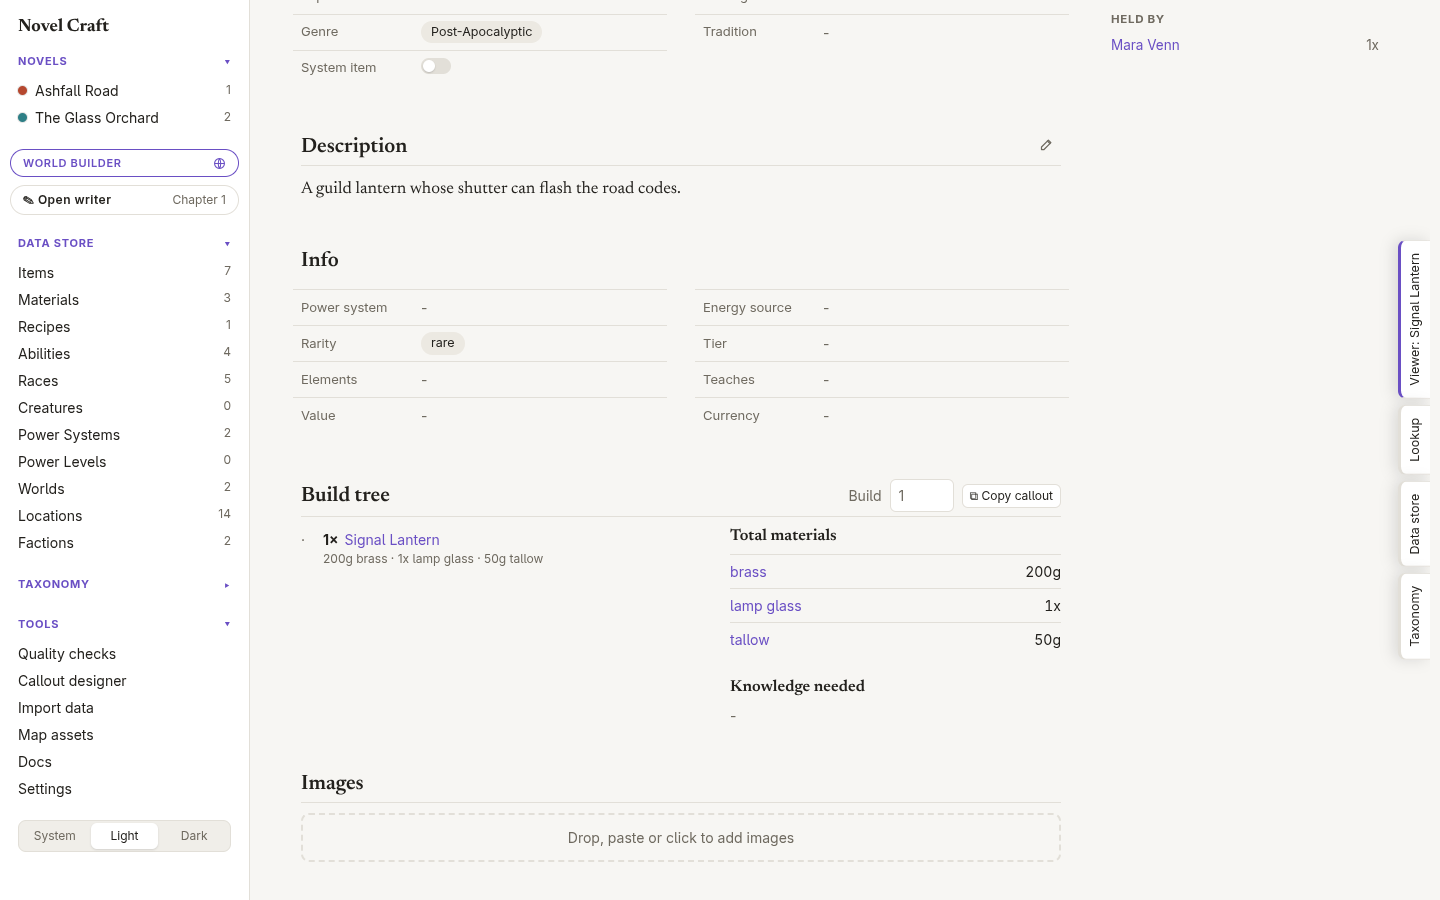 Novel Craft
NOVELS
Ashfall Road 1
The Glass Orchard 2
WORLD BUILDER
✎ Open writer Chapter 1
DATA STORE
Items 7
Materials 3
Recipes 1
Abilities 4
Races 5
Creatures 0
Power Systems 2
Power Levels 0
Worlds 2
Locations 14
Factions 2
TAXONOMY
TOOLS
Quality checks
Callout designer
Import data
Map assets
Docs
Settings
System Light Dark
Genre Post-Apocalyptic Tradition -
System item
Description
A guild lantern whose shutter can flash the road codes.
Info
Power system - Energy source -
Rarity rare Tier -
Elements - Teaches -
Value - Currency -
Build tree Build 1 ⧉ Copy callout
· 1× Signal Lantern
200g brass · 1x lamp glass · 50g tallow
Total materials
brass 200g
lamp glass 1x
tallow 50g
Knowledge needed
-
Images
Drop, paste or click to add images
HELD BY
Mara Venn 1x
Viewer: Signal Lantern
Lookup
Data store
Taxonomy